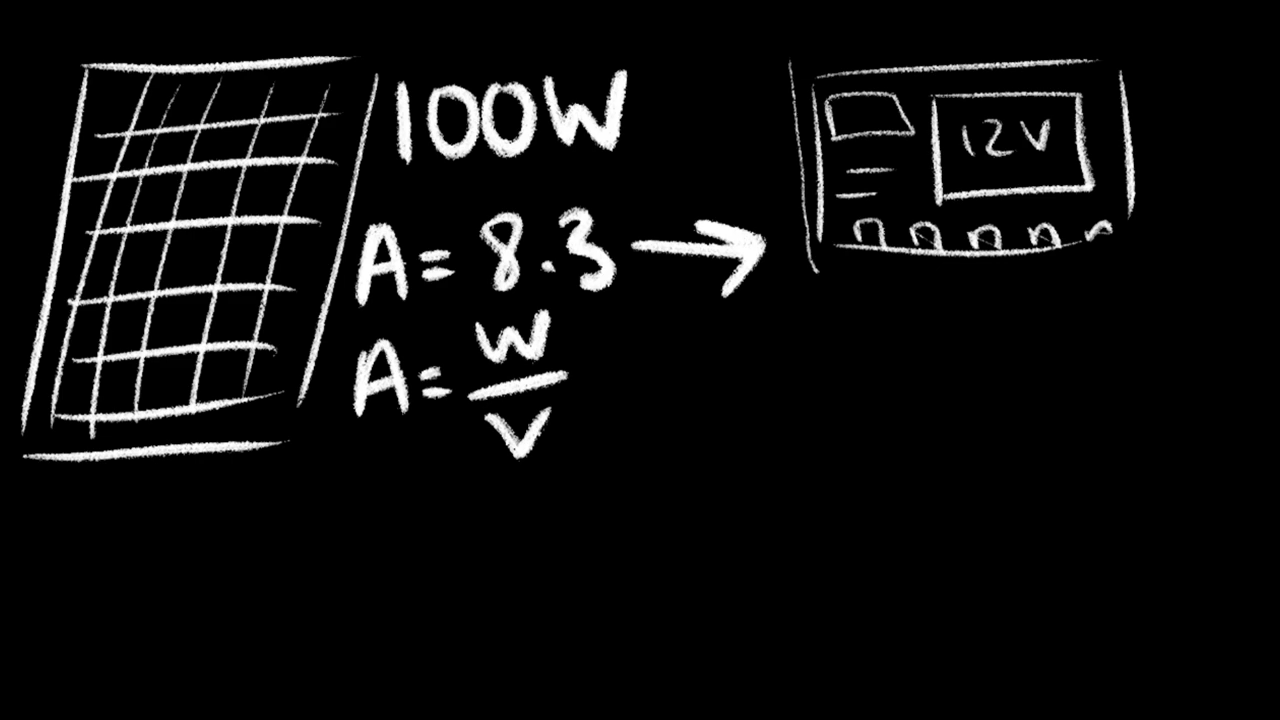 100W
12V
A = 8.3 →
A = W/V